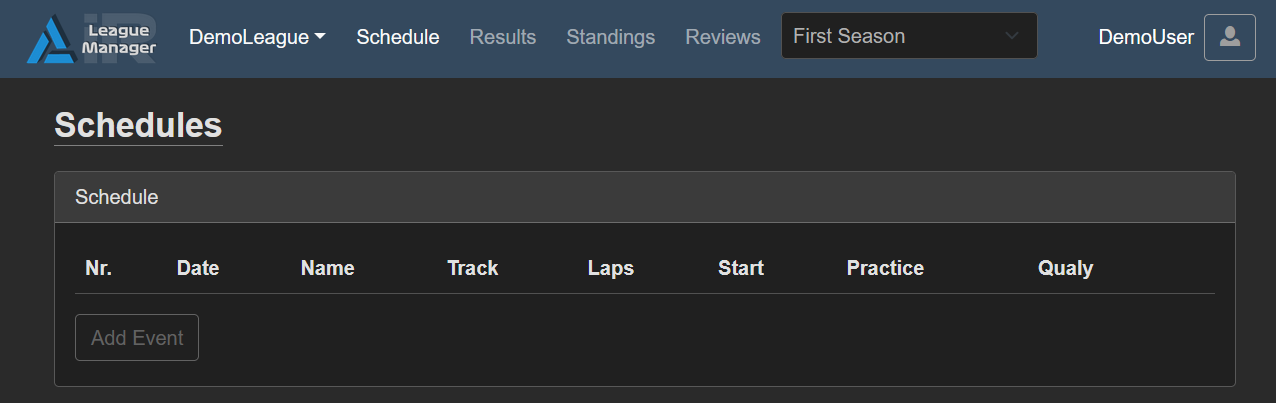 iR
League
Manager
DemoLeague
Schedule
Results
Standings
Reviews
First Season
DemoUser
Schedules
Schedule
Nr. Date Name Track Laps Start Practice Qualy
Add Event